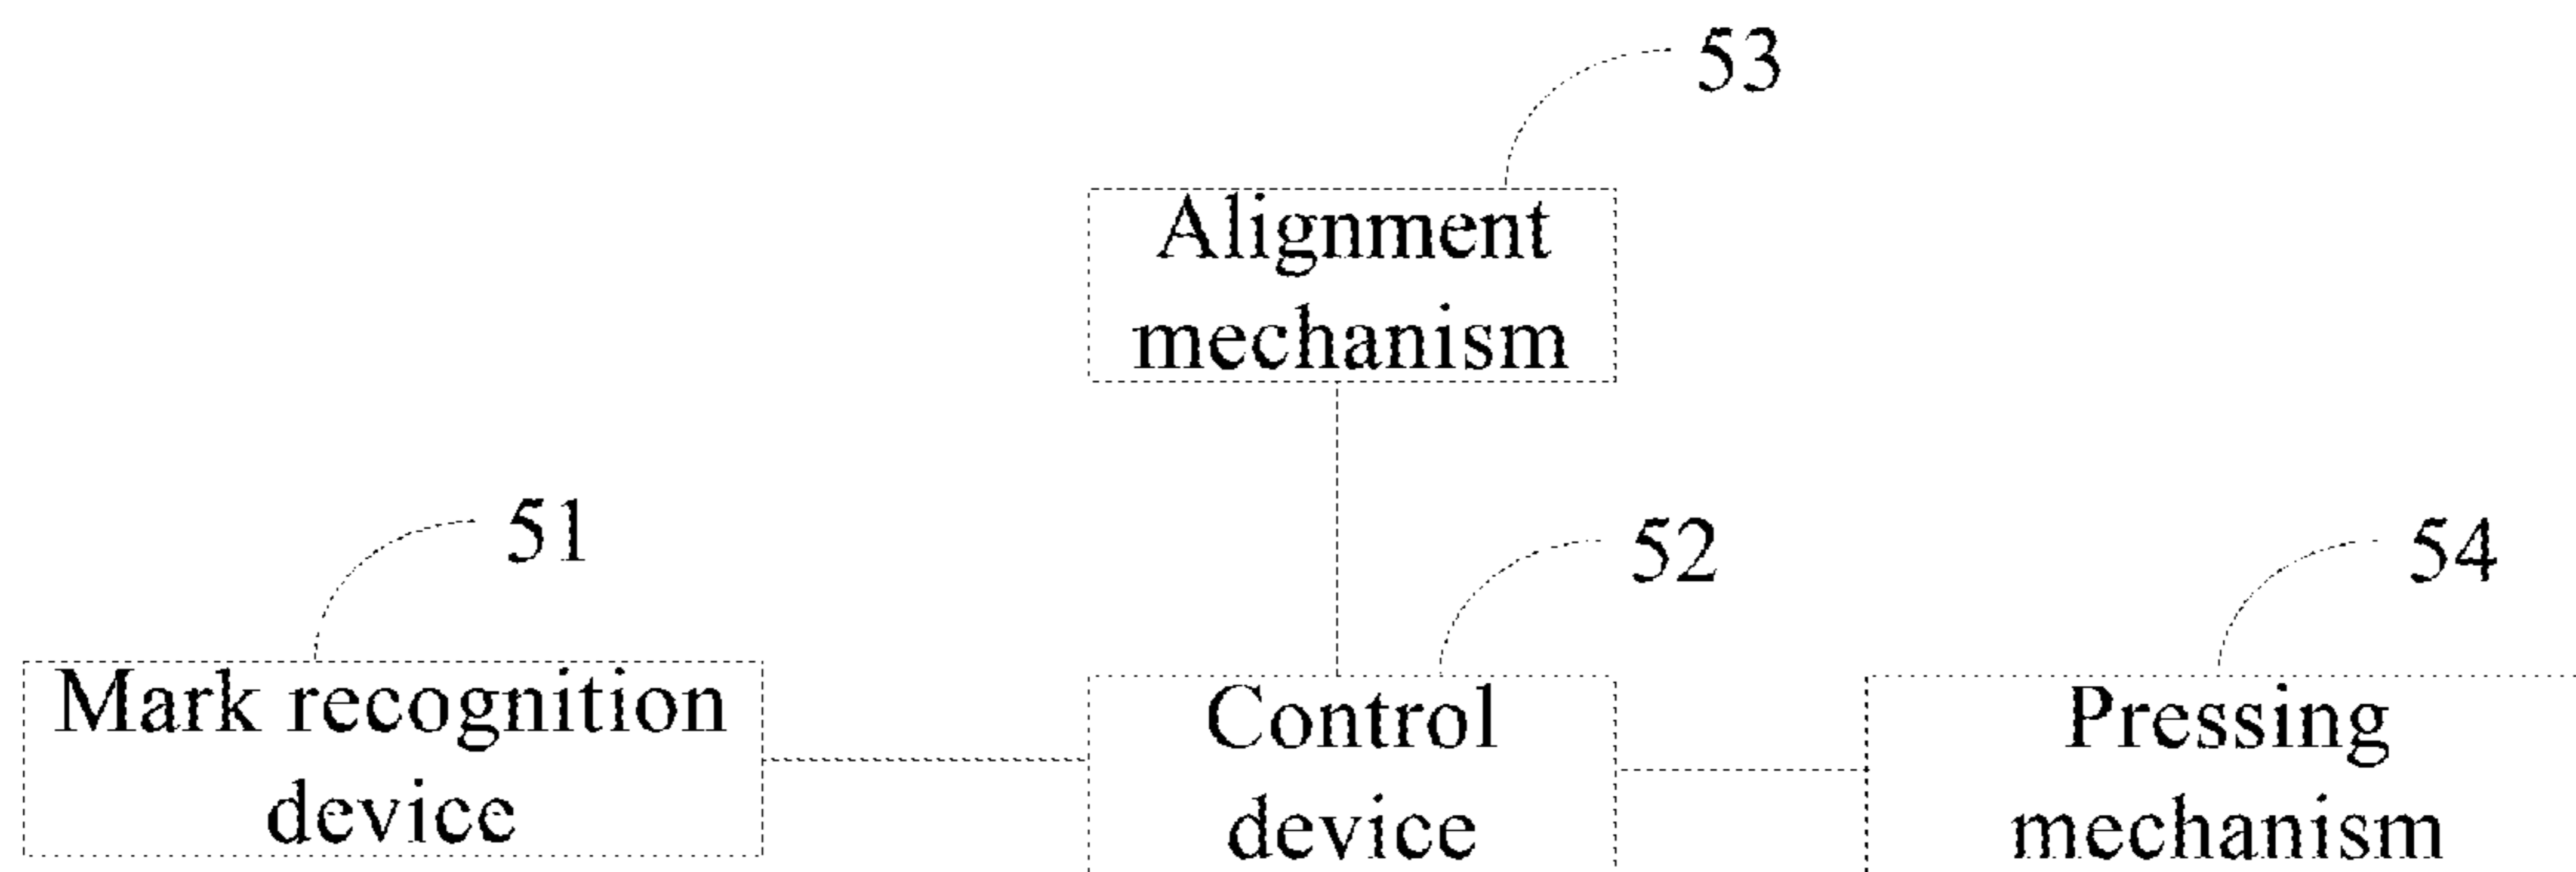 53
Alignment
mechanism
51
52
54
Mark recognition
device
Control
device
Pressing
mechanism